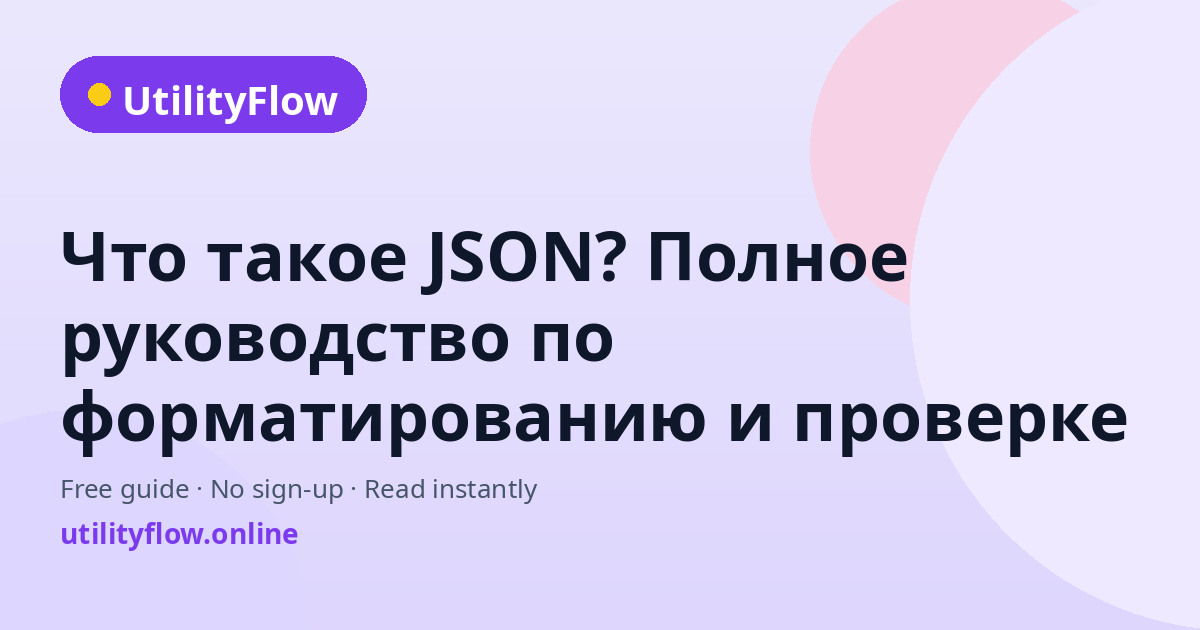 UtilityFlow
Что такое JSON? Полное
руководство по
форматированию и проверке
Free guide · No sign-up · Read instantly
utilityflow.online